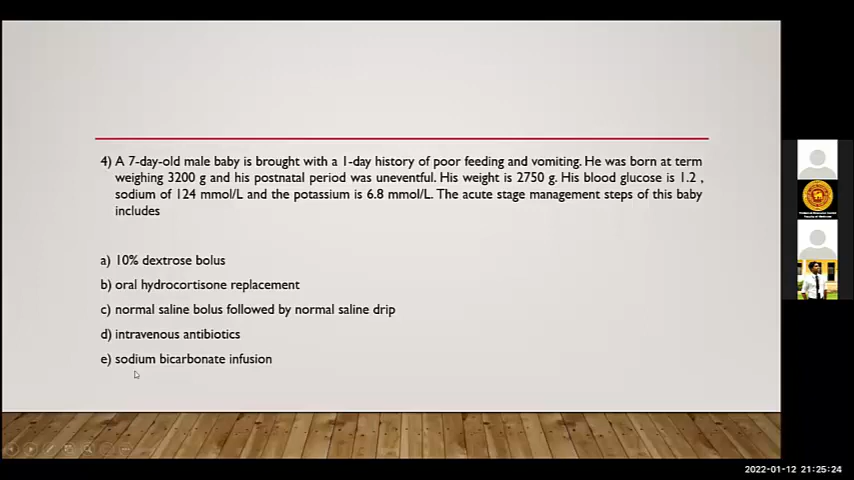 4) A 7-day-old male baby is brought with a 1-day history of poor feeding and vomiting. He was born at term
weighing 3200 g and his postnatal period was uneventful. His weight is 2750 g. His blood glucose is 1.2 ,
sodium of 124 mmol/L and the potassium is 6.8 mmol/L. The acute stage management steps of this baby
includes
a) 10% dextrose bolus
b) oral hydrocortisone replacement
c) normal saline bolus followed by normal saline drip
d) intravenous antibiotics
e) sodium bicarbonate infusion
2022-01-12 21:25:24